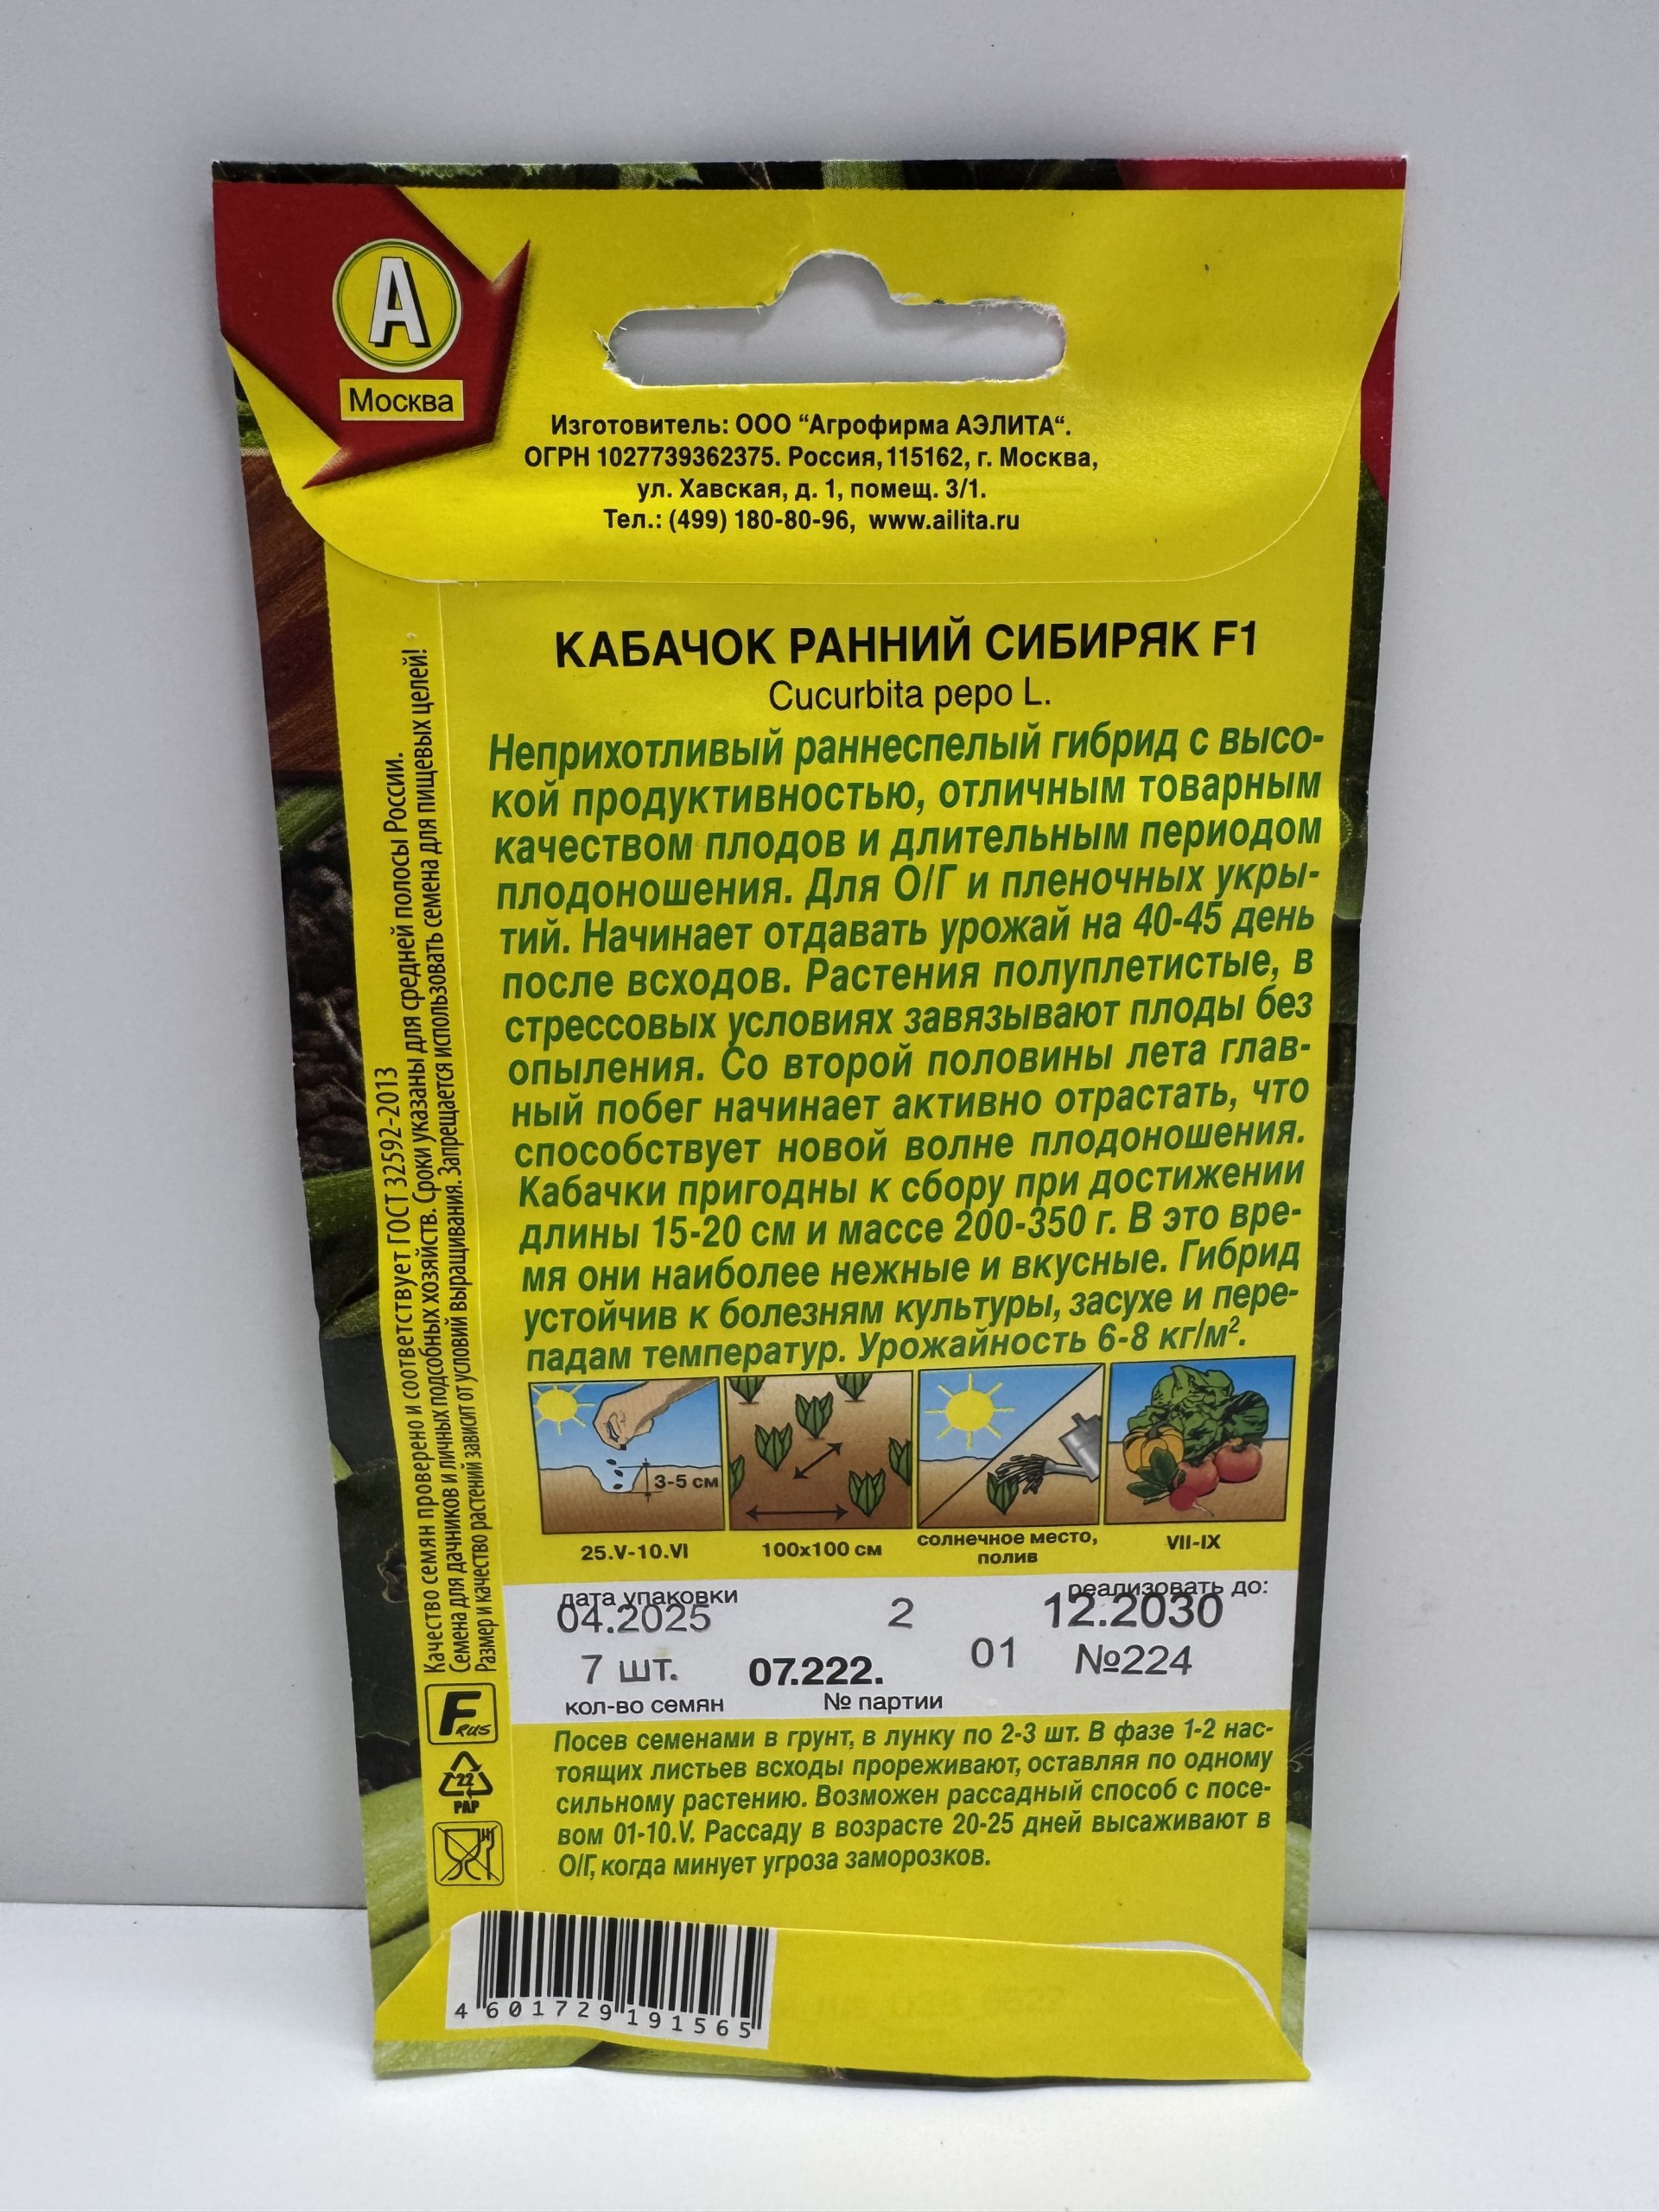 А
Москва
Изготовитель: ООО “Агрофирма АЭЛИТА“.
ОГРН 1027739362375. Россия, 115162, г. Москва,
ул. Хавская, д. 1, помещ. 3/1.
Тел.: (499) 180-80-96, www.ailita.ru
КАБАЧОК РАННИЙ СИБИРЯК F1
Cucurbita pepo L.
Неприхотливый раннеспелый гибрид с высо-
кой продуктивностью, отличным товарным
качеством плодов и длительным периодом
плодоношения. Для О/Г и пленочных укры-
тий. Начинает отдавать урожай на 40-45 день
после всходов. Растения полуплетистые, в
стрессовых условиях завязывают плоды без
опыления. Со второй половины лета глав-
ный побег начинает активно отрастать, что
способствует новой волне плодоношения.
Кабачки пригодны к сбору при достижении
длины 15-20 см и массе 200-350 г. В это вре-
мя они наиболее нежные и вкусные. Гибрид
устойчив к болезням культуры, засухе и пере-
падам температур. Урожайность 6-8 кг/м².
3-5 см
25.V-10.VI
100х100 см
солнечное место,
полив
VII-IX
дата упаковки
реализовать до:
04.2025
2
12.2030
7 шт.
07.222.
01
№224
кол-во семян
№ партии
Посев семенами в грунт, в лунку по 2-3 шт. В фазе 1-2 нас-
тоящих листьев всходы прореживают, оставляя по одному
сильному растению. Возможен рассадный способ с посе-
вом 01-10.V. Рассаду в возрасте 20-25 дней высаживают в
О/Г, когда минует угроза заморозков.
Качество семян проверено и соответствует ГОСТ 32592-2013
Семена для дачников и личных подсобных хозяйств. Сроки указаны для средней полосы России.
Размер и качество растений зависит от условий выращивания. Запрещается использовать семена для пищевых целей!
F RUS
22
PAP
4 601729 191565